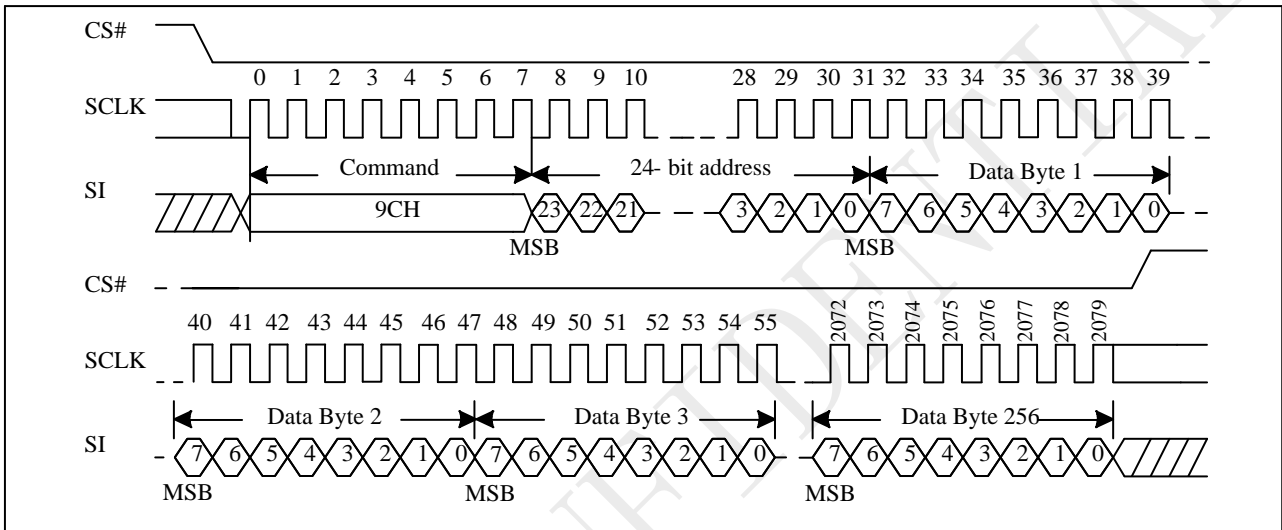 CS#
0 1 2 3 4 5 6 7 8 9 10 28 29 30 31 32 33 34 35 36 37 38 39
SCLK
Command 24- bit address Data Byte 1
SI
9CH 23 22 21 3 2 1 0 7 6 5 4 3 2 1 0
MSB MSB
CS#
40 41 42 43 44 45 46 47 48 49 50 51 52 53 54 55 2072 2073 2074 2075 2076 2077 2078 2079
SCLK
Data Byte 2 Data Byte 3 Data Byte 256
SI
7 6 5 4 3 2 1 0 7 6 5 4 3 2 1 0 7 6 5 4 3 2 1 0
MSB MSB MSB